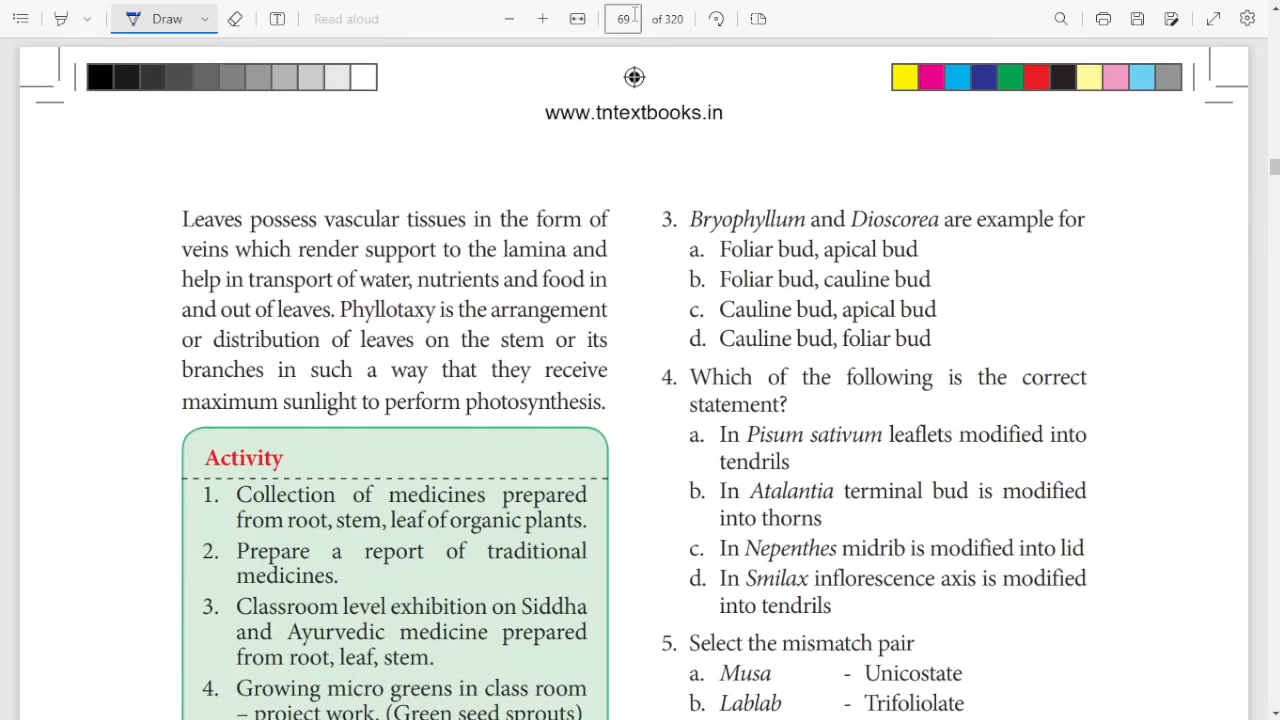 Draw
Read aloud
69
of 320
www.tntextbooks.in
Leaves possess vascular tissues in the form of
veins which render support to the lamina and
help in transport of water, nutrients and food in
and out of leaves. Phyllotaxy is the arrangement
or distribution of leaves on the stem or its
branches in such a way that they receive
maximum sunlight to perform photosynthesis.
Activity
1. Collection of medicines prepared
from root, stem, leaf of organic plants.
2. Prepare a report of traditional
medicines.
3. Classroom level exhibition on Siddha
and Ayurvedic medicine prepared
from root, leaf, stem.
4. Growing micro greens in class room
– project work. (Green seed sprouts)
3. Bryophyllum and Dioscorea are example for
a. Foliar bud, apical bud
b. Foliar bud, cauline bud
c. Cauline bud, apical bud
d. Cauline bud, foliar bud
4. Which of the following is the correct
statement?
a. In Pisum sativum leaflets modified into
tendrils
b. In Atalantia terminal bud is modified
into thorns
c. In Nepenthes midrib is modified into lid
d. In Smilax inflorescence axis is modified
into tendrils
5. Select the mismatch pair
a. Musa - Unicostate
b. Lablab - Trifoliolate